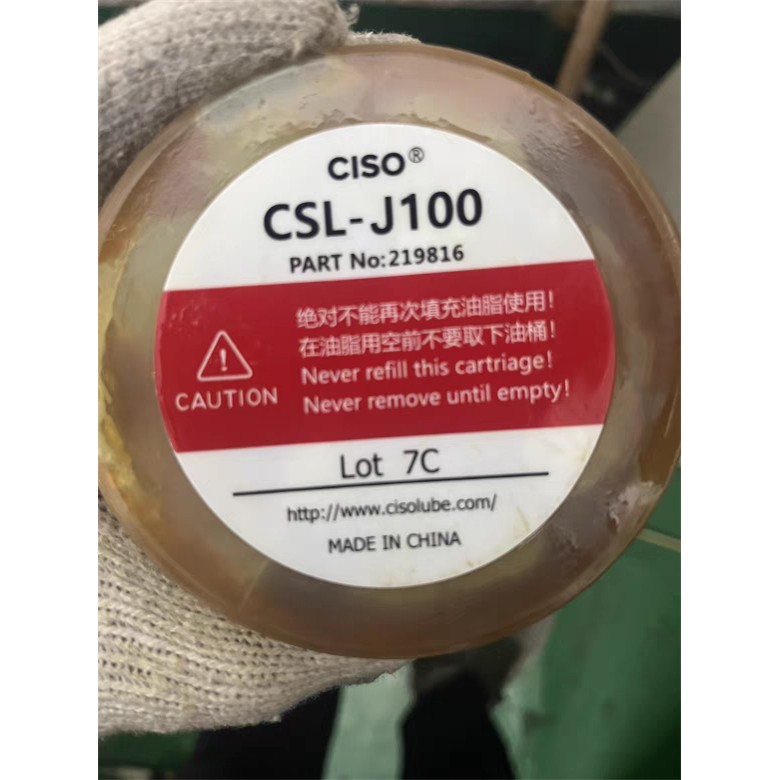 CISO®
CSL-J100
PART No:219816
绝对不能再次填充油脂使用!
在油脂用空前不要取下油桶!
Never refill this cartriage!
Never remove until empty!
CAUTION
Lot 7C
http://www.cisolube.com/
MADE IN CHINA